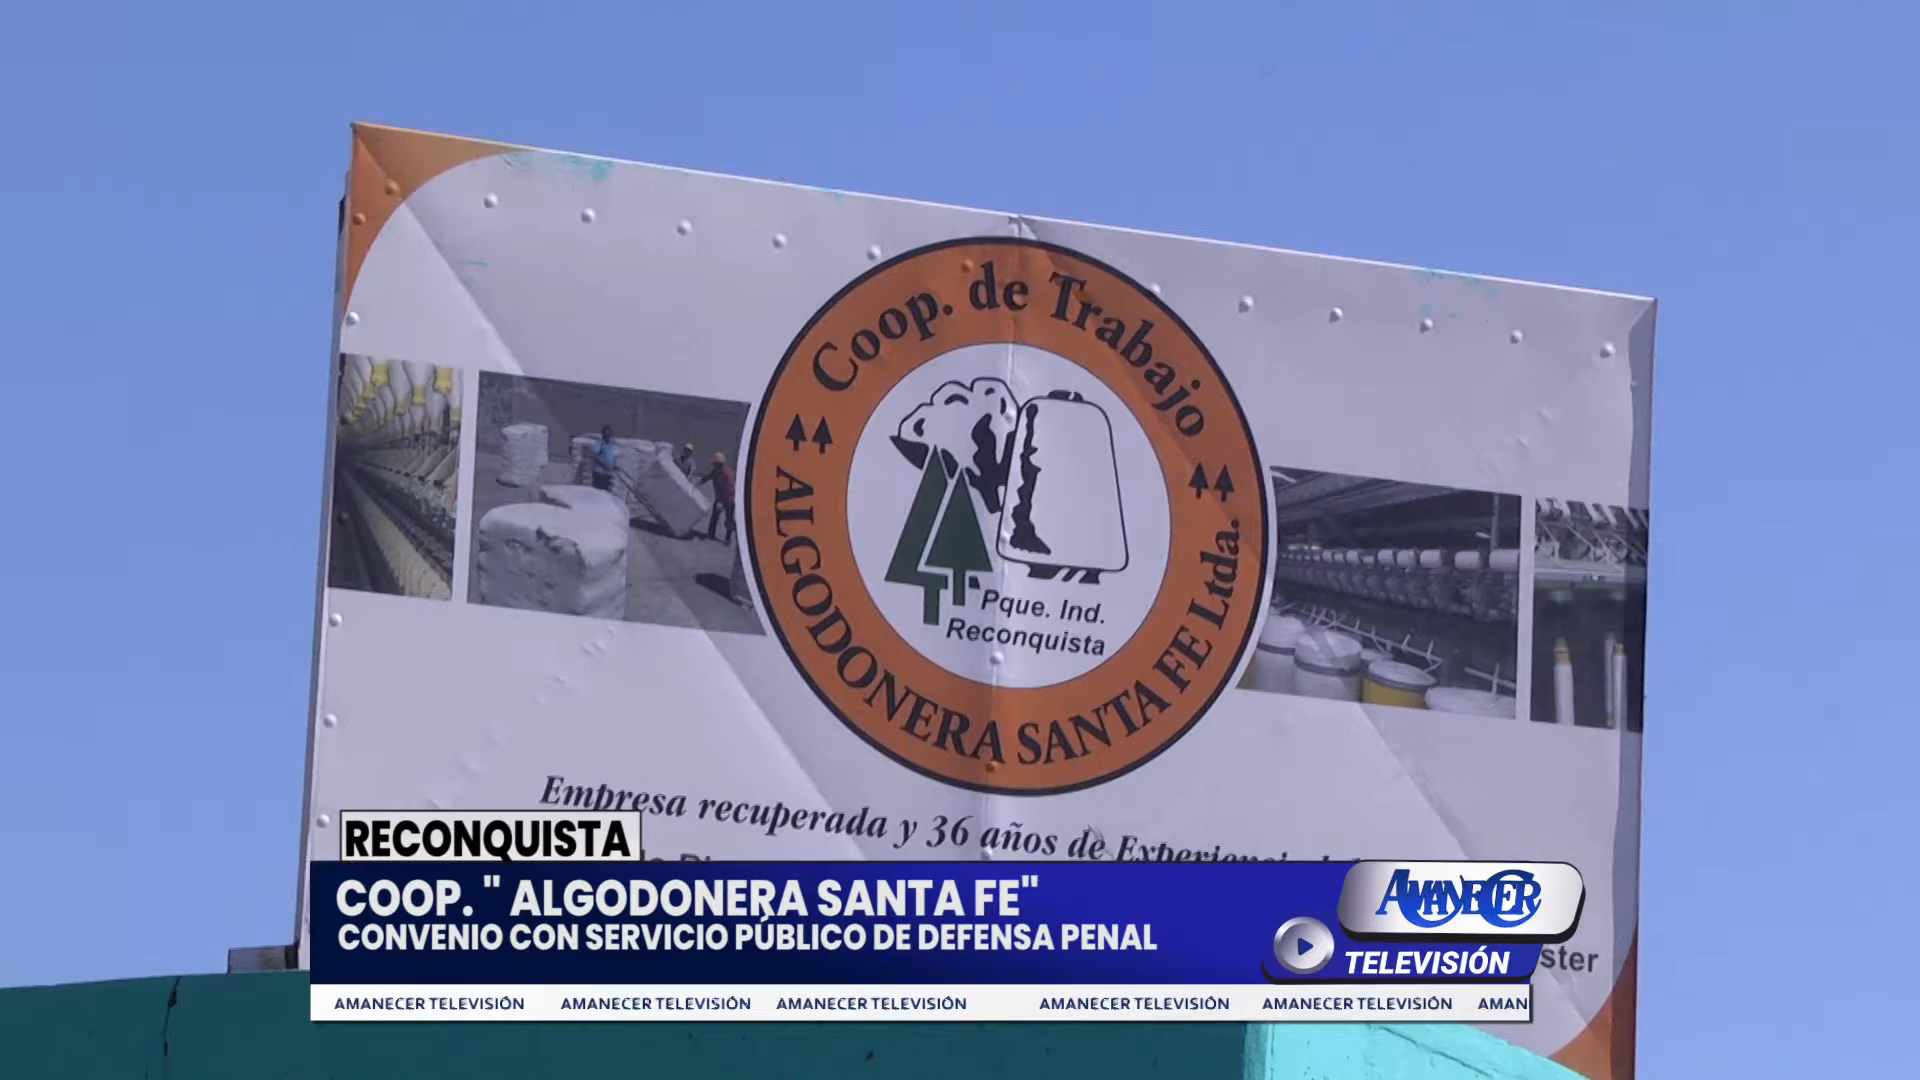 Coop. de Trabajo
ALGODONERA SANTA FE Ltda.
Pque. Ind.
Reconquista
Empresa recuperada y 36 años de
RECONQUISTA
COOP. " ALGODONERA SANTA FE"
CONVENIO CON SERVICIO PÚBLICO DE DEFENSA PENAL
AMANECER
TELEVISIÓN
AMANECER TELEVISIÓN AMANECER TELEVISIÓN AMANECER TELEVISIÓN AMANECER TELEVISIÓN AMANECER TELEVISIÓN AMAN